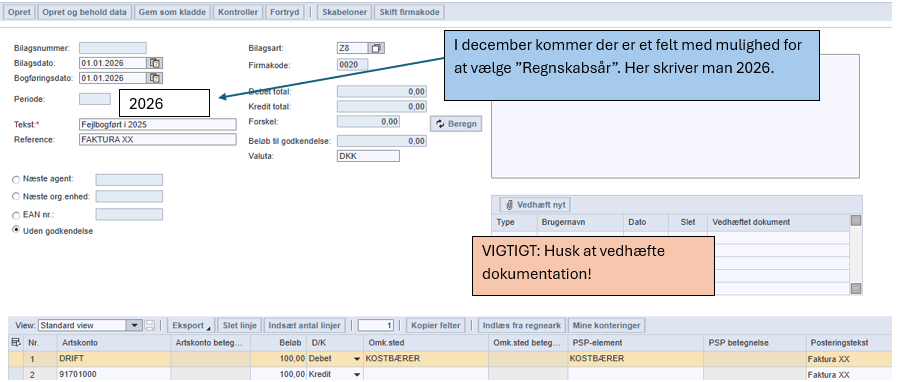 Opret Opret og behold data Gem som kladde Kontroller Fortryd Skabeloner Skift firmakode
Bilagsnummer:
Bilagsdato: 01.01.2026
Bogføringsdato: 01.01.2026
Periode: 2026
Tekst:* Fejlbogført i 2025
Reference: FAKTURA XX
Bilagsart: Z8
Firmakode: 0020
Debet total: 0,00
Kredit total: 0,00
Forskel: 0,00 Beregn
Beløb til godkendelse: 0,00
Valuta: DKK
I december kommer der er et felt med mulighed for
at vælge ”Regnskabsår”. Her skriver man 2026.
Næste agent:
Næste org.enhed:
EAN nr.:
Uden godkendelse
Vedhæft nyt
Type Brugernavn Dato Slet Vedhæftet dokument
VIGTIGT: Husk at vedhæfte
dokumentation!
View: Standard view Eksport Slet linje Indsæt antal linjer 1 Kopier felter Indlæs fra regneark Mine konteringer
Nr. Artskonto Artskonto beteg... Beløb D/K Omk.sted Omk.sted beteg... PSP-element PSP betegnelse Posteringstekst
1 DRIFT 100,00 Debet KOSTBÆRER KOSTBÆRER Faktura XX
2 91701000 100,00 Kredit Faktura XX